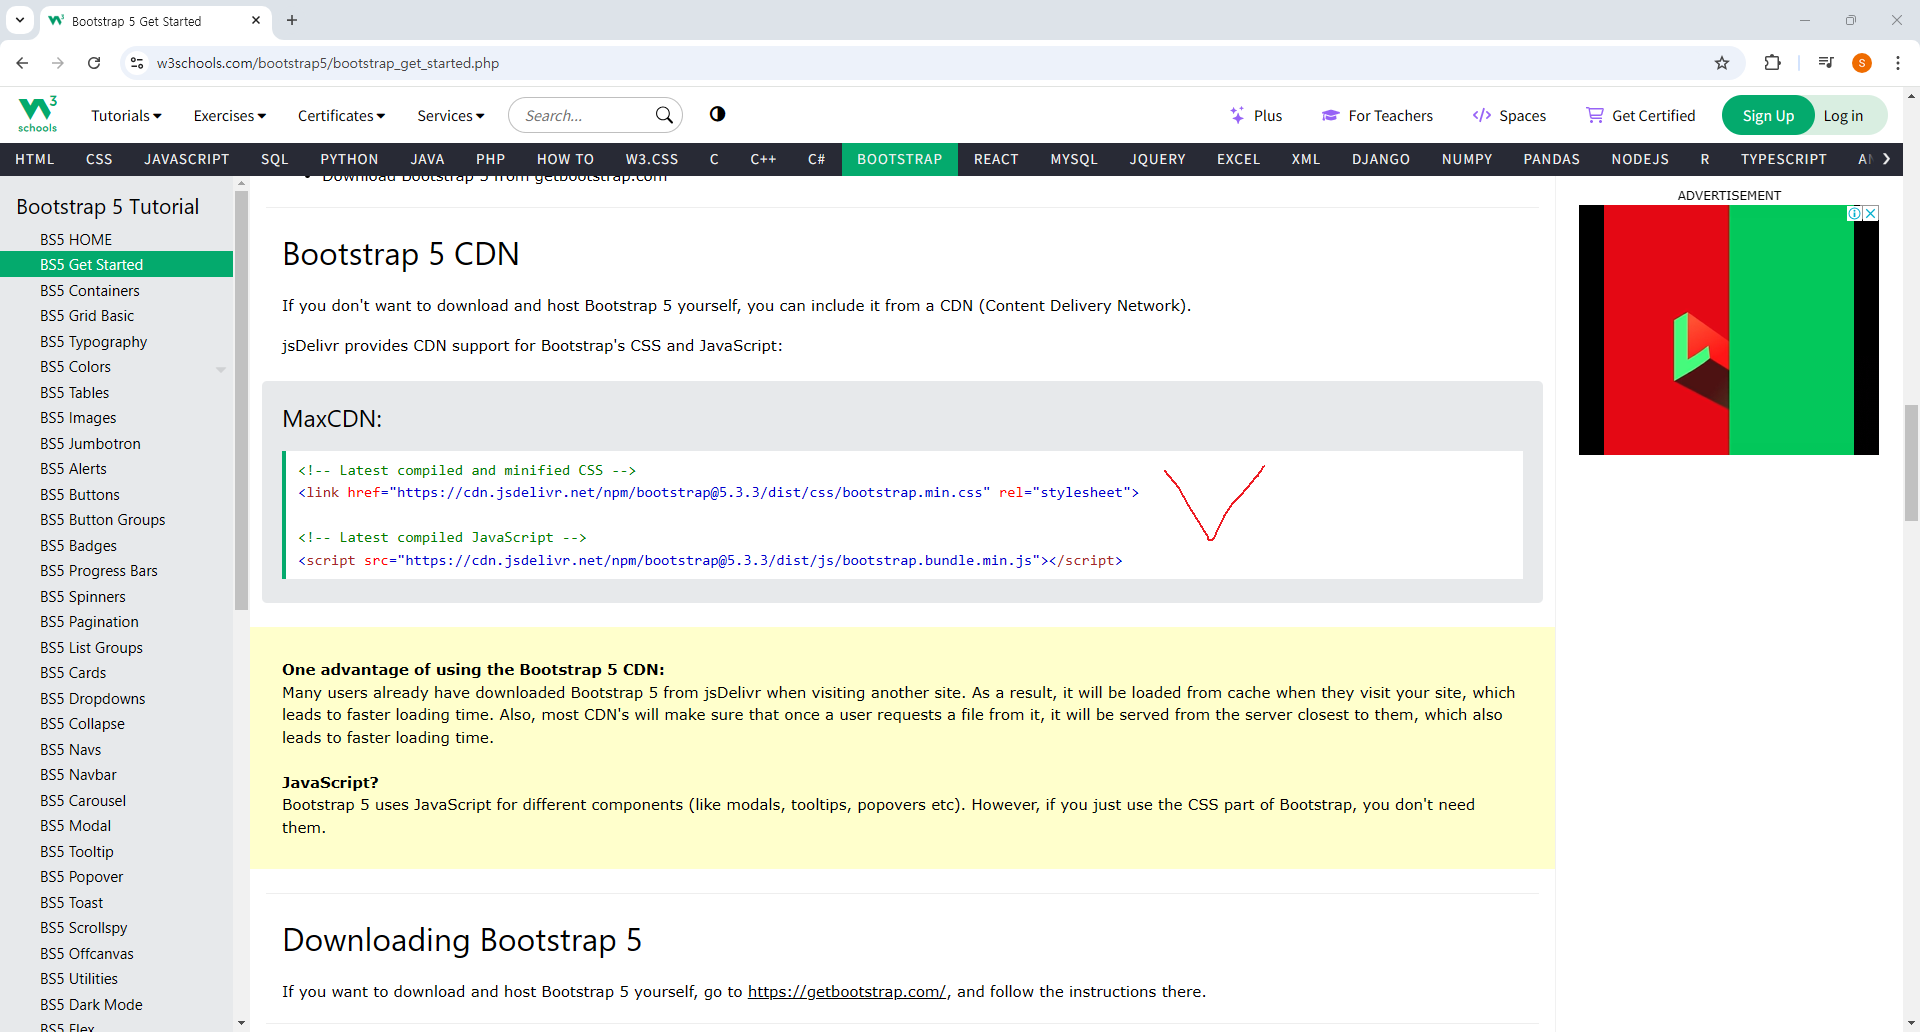 Bootstrap 5 Get Started
w3schools.com/bootstrap5/bootstrap_get_started.php
S
3
schools
Tutorials
Exercises
Certificates
Services
Search...
Plus
For Teachers
Spaces
Get Certified
Sign Up
Log in
HTML
CSS
JAVASCRIPT
SQL
PYTHON
JAVA
PHP
HOW TO
W3.CSS
C
C++
C#
BOOTSTRAP
REACT
MYSQL
JQUERY
EXCEL
XML
DJANGO
NUMPY
PANDAS
NODEJS
R
TYPESCRIPT
Bootstrap 5 Tutorial
BS5 HOME
BS5 Get Started
BS5 Containers
BS5 Grid Basic
BS5 Typography
BS5 Colors
BS5 Tables
BS5 Images
BS5 Jumbotron
BS5 Alerts
BS5 Buttons
BS5 Button Groups
BS5 Badges
BS5 Progress Bars
BS5 Spinners
BS5 Pagination
BS5 List Groups
BS5 Cards
BS5 Dropdowns
BS5 Collapse
BS5 Navs
BS5 Navbar
BS5 Carousel
BS5 Modal
BS5 Tooltip
BS5 Popover
BS5 Toast
BS5 Scrollspy
BS5 Offcanvas
BS5 Utilities
BS5 Dark Mode
BS5 Flex
• Download Bootstrap 5 from getbootstrap.com
Bootstrap 5 CDN
If you don't want to download and host Bootstrap 5 yourself, you can include it from a CDN (Content Delivery Network).
jsDelivr provides CDN support for Bootstrap's CSS and JavaScript:
MaxCDN:
<!-- Latest compiled and minified CSS -->
<link href="https://cdn.jsdelivr.net/npm/bootstrap@5.3.3/dist/css/bootstrap.min.css" rel="stylesheet">
<!-- Latest compiled JavaScript -->
<script src="https://cdn.jsdelivr.net/npm/bootstrap@5.3.3/dist/js/bootstrap.bundle.min.js"></script>
One advantage of using the Bootstrap 5 CDN:
Many users already have downloaded Bootstrap 5 from jsDelivr when visiting another site. As a result, it will be loaded from cache when they visit your site, which
leads to faster loading time. Also, most CDN's will make sure that once a user requests a file from it, it will be served from the server closest to them, which also
leads to faster loading time.
JavaScript?
Bootstrap 5 uses JavaScript for different components (like modals, tooltips, popovers etc). However, if you just use the CSS part of Bootstrap, you don't need
them.
Downloading Bootstrap 5
If you want to download and host Bootstrap 5 yourself, go to https://getbootstrap.com/, and follow the instructions there.
ADVERTISEMENT